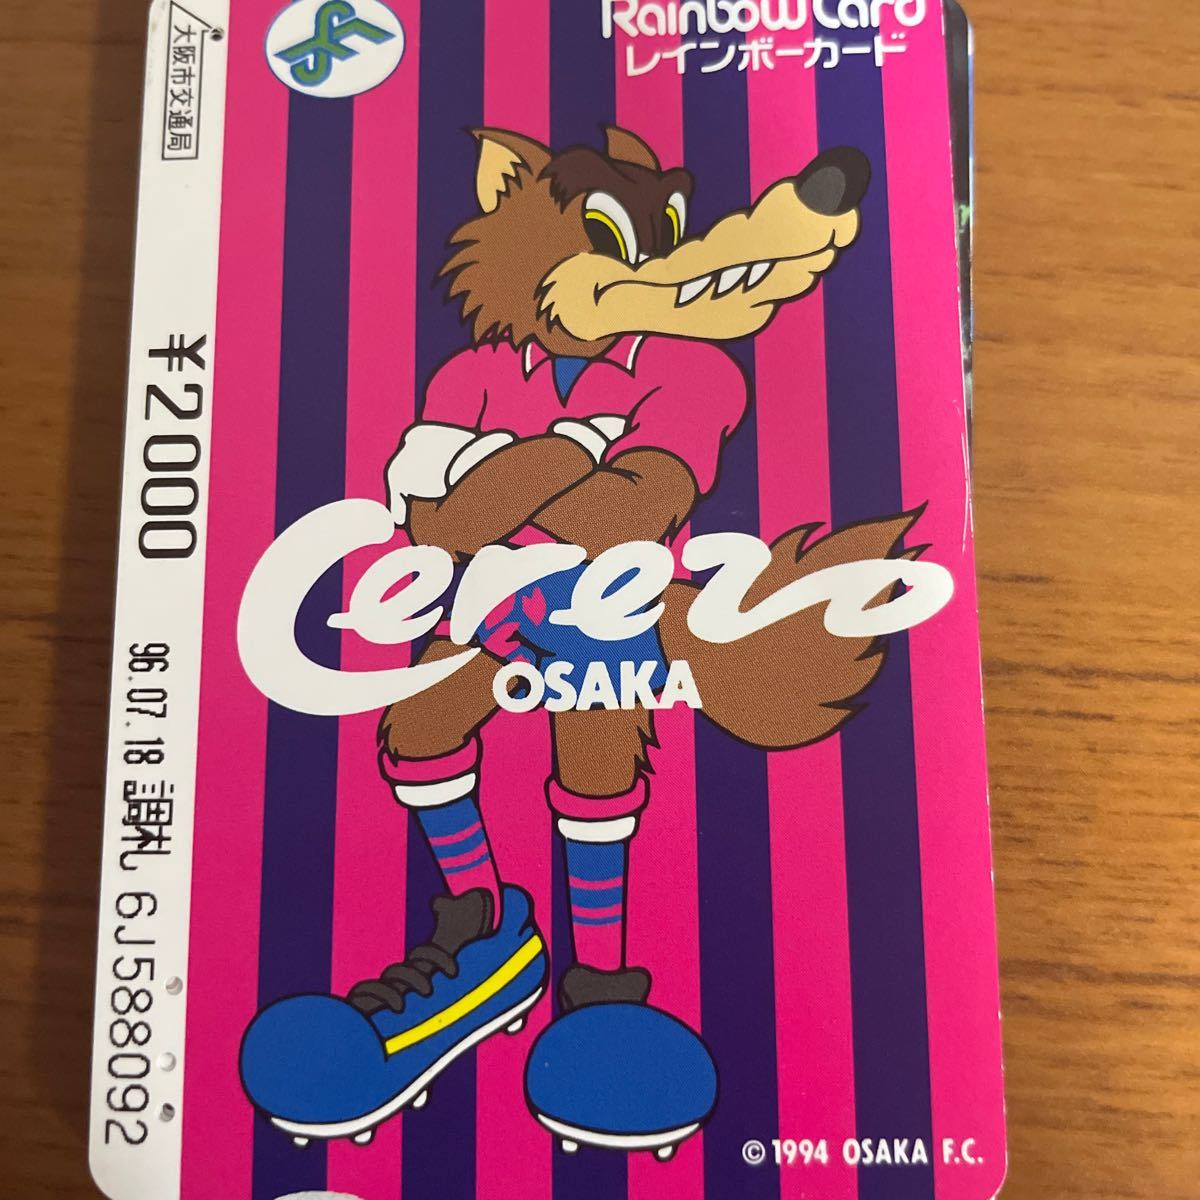 Rainbow Card
レインボーカード
大阪市交通局
¥2000
96.07.18 調札 6J588092
Cerezo
OSAKA
© 1994 OSAKA F.C.